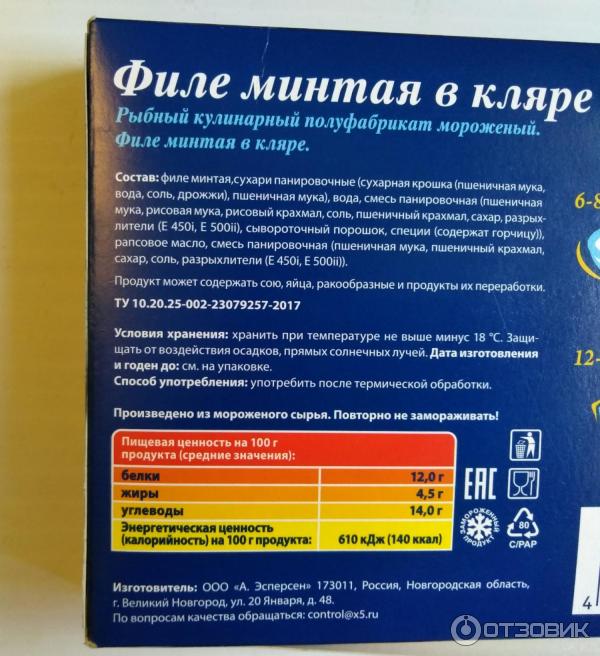 Филе минтая в кляре
Рыбный кулинарный полуфабрикат мороженый.
Филе минтая в кляре.
Состав: филе минтая,сухари панировочные (сухарная крошка (пшеничная мука,
вода, соль, дрожжи), пшеничная мука), вода, смесь панировочная (пшеничная
мука, рисовая мука, рисовый крахмал, соль, пшеничный крахмал, сахар, разрых-
лители (Е 450i, Е 500ii), сывороточный порошок, специи (содержат горчицу)),
рапсовое масло, смесь панировочная (пшеничная мука, пшеничный крахмал,
сахар, соль, разрыхлители (Е 450i, Е 500ii)).
Продукт может содержать сою, яйца, ракообразные и продукты их переработки.
ТУ 10.20.25-002-23079257-2017
Условия хранения: хранить при температуре не выше минус 18 °С. Защи-
щать от воздействия осадков, прямых солнечных лучей. Дата изготовления
и годен до: см. на упаковке.
Способ употребления: употребить после термической обработки.
Произведено из мороженого сырья. Повторно не замораживать!
Пищевая ценность на 100 г
продукта (средние значения):
белки 12,0 г
жиры 4,5 г
углеводы 14,0 г
Энергетическая ценность
(калорийность) на 100 г продукта: 610 кДж (140 ккал)
ЕАС
ЗАМОРОЖЕННЫЙ ПРОДУКТ
80
C/PAP
Изготовитель: ООО «А. Эсперсен» 173011, Россия, Новгородская область,
г. Великий Новгород, ул. 20 Января, д. 48.
По вопросам качества обращаться: control@x5.ru
6-8
12-
4
ОТЗОВИК